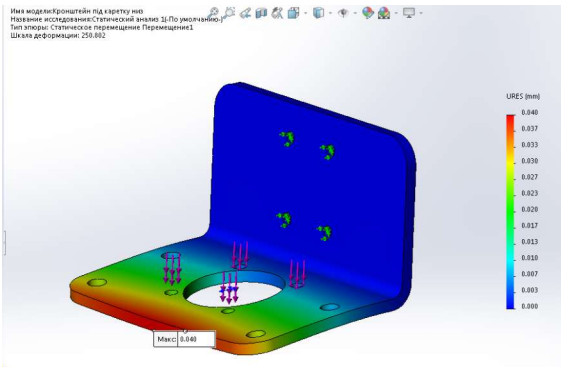 Имя модели:Кронштейн під каретку низ
Название исследования:Статический анализ 1(-По умолчанию-)
Тип эпюры: Статическое перемещение Перемещение1
Шкала деформации: 250.802
URES (mm)
0.040
0.037
0.033
0.030
0.027
0.023
0.020
0.017
0.013
0.010
0.007
0.003
0.000
Макс: 0.040